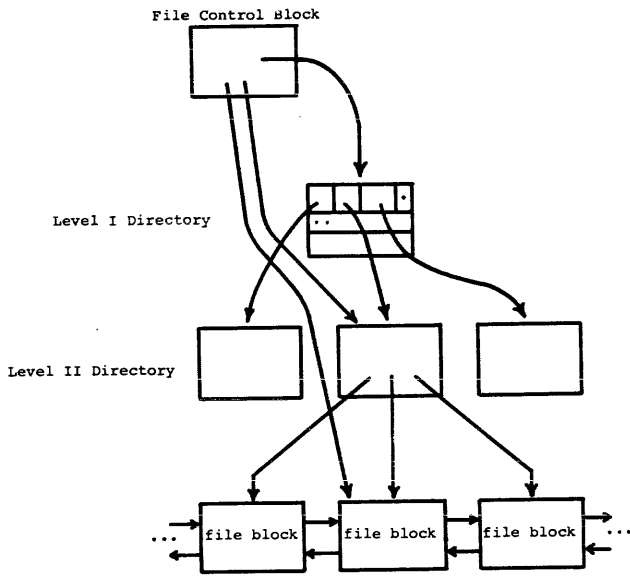 File Control Block
Level I Directory
..
Level II Directory
... file block file block file block ...